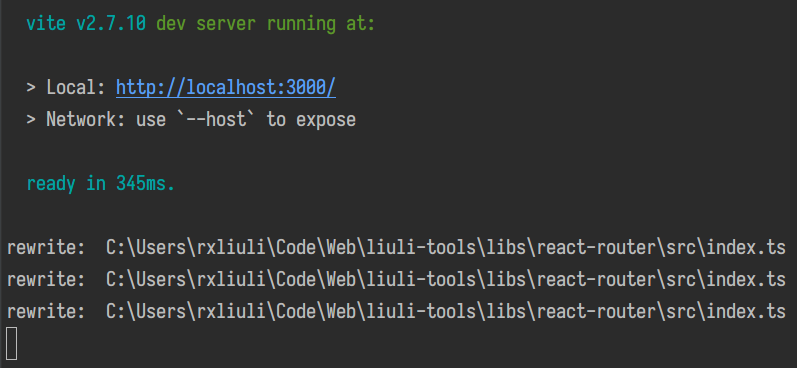 vite v2.7.10 dev server running at:
> Local: http://localhost:3000/
> Network: use `--host` to expose
ready in 345ms.
rewrite:  C:\Users\rxliuli\Code\Web\liuli-tools\libs\react-router\src\index.ts
rewrite:  C:\Users\rxliuli\Code\Web\liuli-tools\libs\react-router\src\index.ts
rewrite:  C:\Users\rxliuli\Code\Web\liuli-tools\libs\react-router\src\index.ts